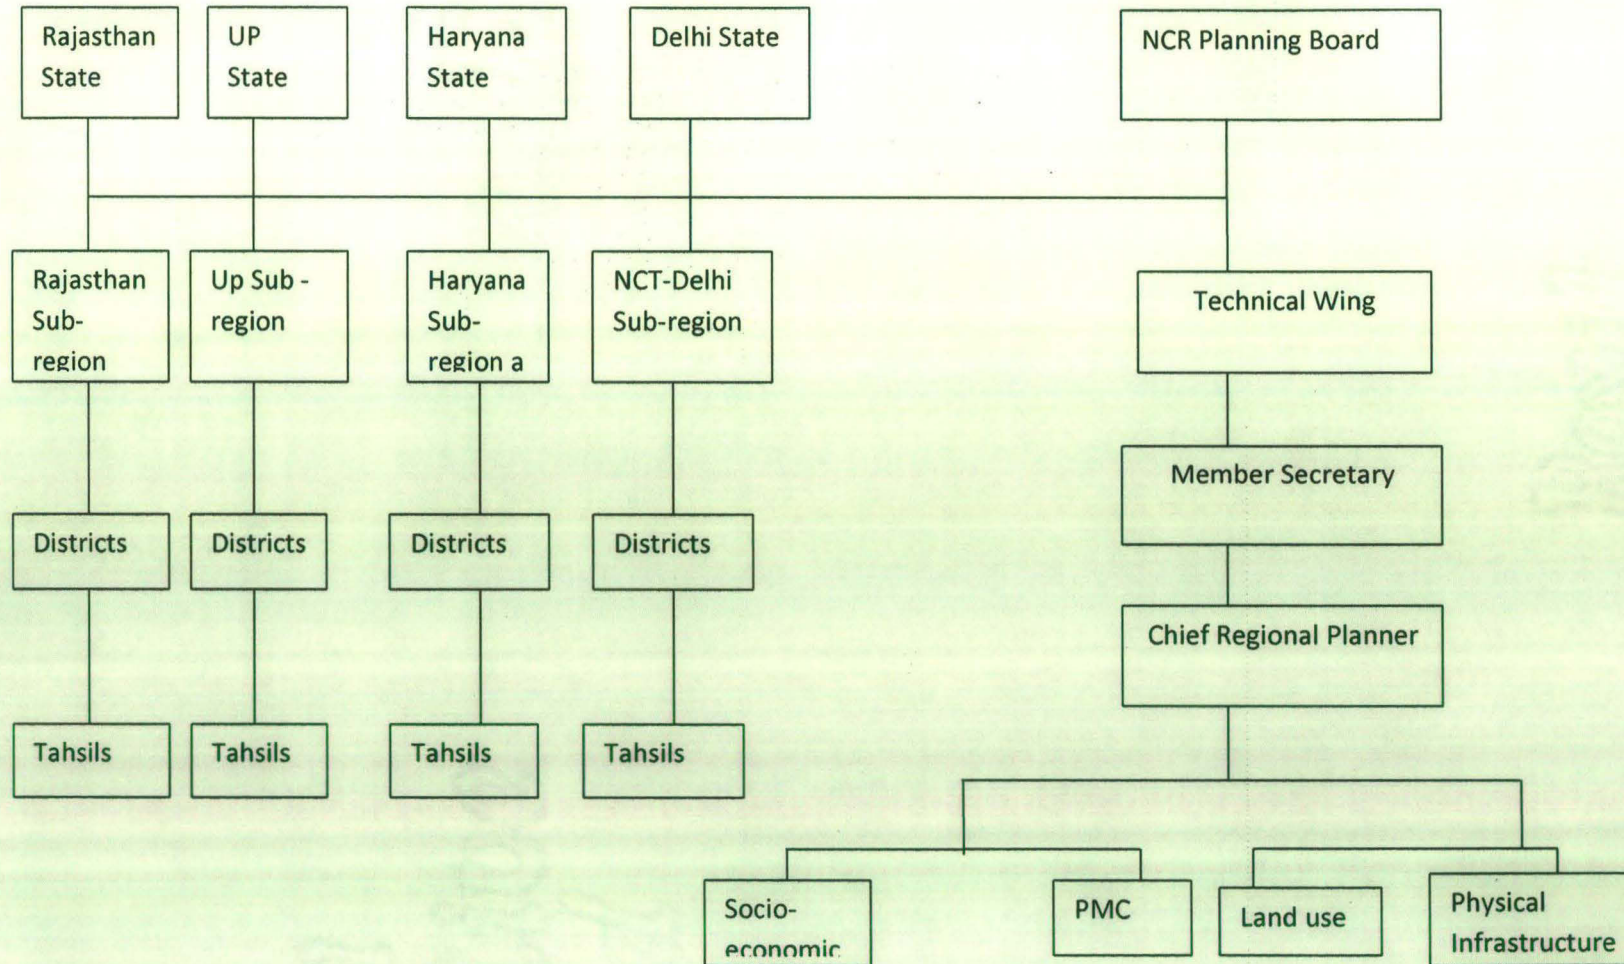 Rajasthan
State
UP
State
Haryana
State
Delhi State
NCR Planning Board
Rajasthan
Sub-
region
Up Sub -
region
Haryana
Sub-
region a
NCT-Delhi
Sub-region
Technical Wing
Member Secretary
Districts
Districts
Districts
Districts
Chief Regional Planner
Tahsils
Tahsils
Tahsils
Tahsils
Socio-
economic
PMC
Land use
Physical
Infrastructure